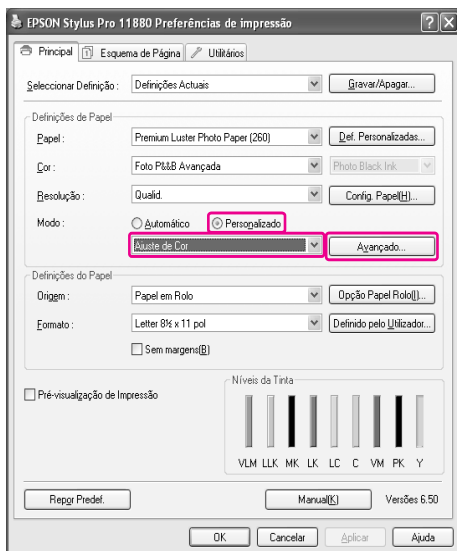 EPSON Stylus Pro 11880 Preferências de impressão
Principal Esquema de Página Utilitários
Seleccionar Definição : Definições Actuais Gravar/Apagar...
Definições de Papel
Papel : Premium Luster Photo Paper (260) Def. Personalizadas...
Cor : Foto P&&B Avançada Photo Black Ink
Resolução : Qualid. Config. Papel(H)...
Modo : Automático Personalizado
Ajuste de Cor Avançado...
Definições do Papel
Origem : Papel em Rolo Opção Papel Rolo(I)...
Formato : Letter 8½ x 11 pol Definido pelo Utilizador...
Sem margens(B)
Pré-visualização de Impressão
Níveis da Tinta
VLM LLK MK LK LC C VM PK Y
Repor Predef. Manual(K) Versões 6.50
OK Cancelar Aplicar Ajuda